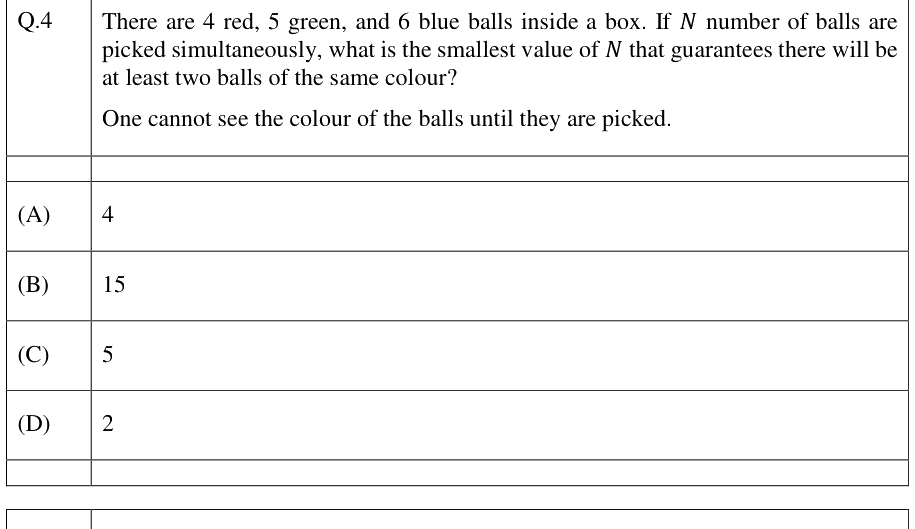 Q.4 There are 4 red, 5 green, and 6 blue balls inside a box. If N number of balls are
picked simultaneously, what is the smallest value of N that guarantees there will be
at least two balls of the same colour?
One cannot see the colour of the balls until they are picked.
(A) 4
(B) 15
(C) 5
(D) 2